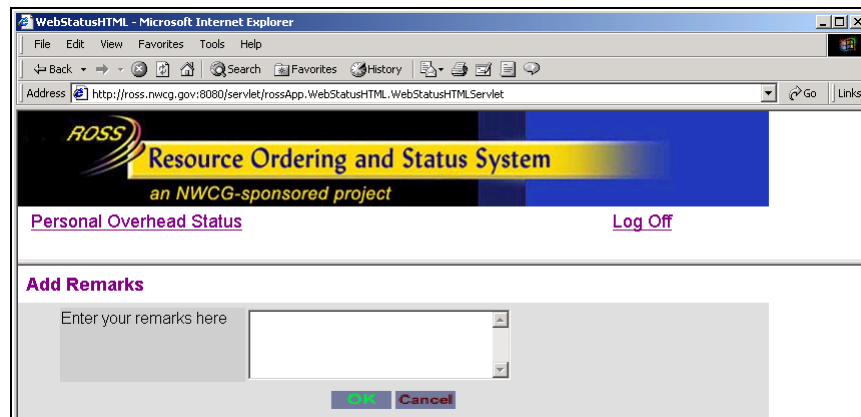 WebStatusHTML - Microsoft Internet Explorer
File Edit View Favorites Tools Help
Back Search Favorites History
Address http://ross.nwcg.gov:8080/servlet/rossApp.WebStatusHTML.WebStatusHTMLServlet Go Links
ROSS
Resource Ordering and Status System
an NWCG-sponsored project
Personal Overhead Status Log Off
Add Remarks
Enter your remarks here
OK Cancel